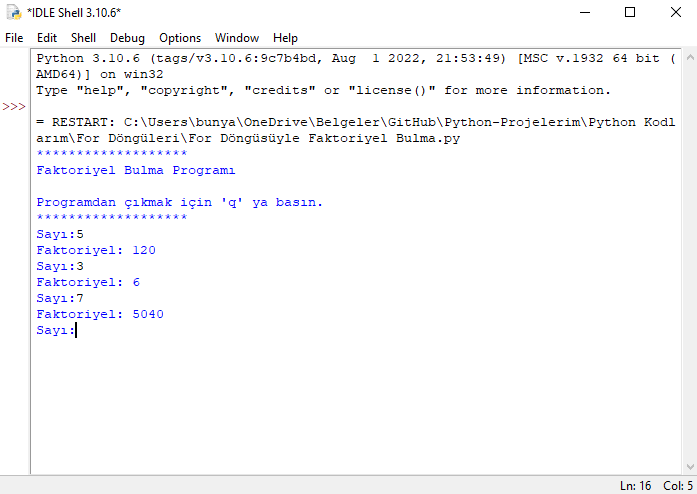 *IDLE Shell 3.10.6*
File Edit Shell Debug Options Window Help
Python 3.10.6 (tags/v3.10.6:9c7b4bd, Aug  1 2022, 21:53:49) [MSC v.1932 64 bit (
AMD64)] on win32
Type "help", "copyright", "credits" or "license()" for more information.
>>>
= RESTART: C:\Users\bunya\OneDrive\Belgeler\GitHub\Python-Projelerim\Python Kodl
arım\For Döngüleri\For Döngüsüyle Faktoriyel Bulma.py
*******************
Faktoriyel Bulma Programı
Programdan çıkmak için 'q' ya basın.
*******************
Sayı:5
Faktoriyel: 120
Sayı:3
Faktoriyel: 6
Sayı:7
Faktoriyel: 5040
Sayı:
Ln: 16 Col: 5